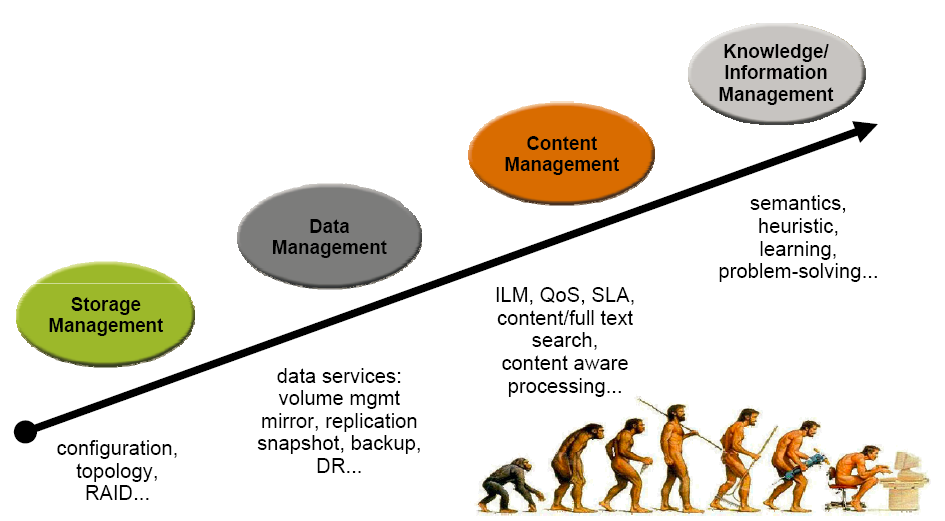 Knowledge/
Information
Management
Content
Management
Data
Management
Storage
Management
semantics,
heuristic,
learning,
problem-solving...
ILM, QoS, SLA,
content/full text
search,
content aware
processing...
data services:
volume mgmt
mirror, replication
snapshot, backup,
DR...
configuration,
topology,
RAID...